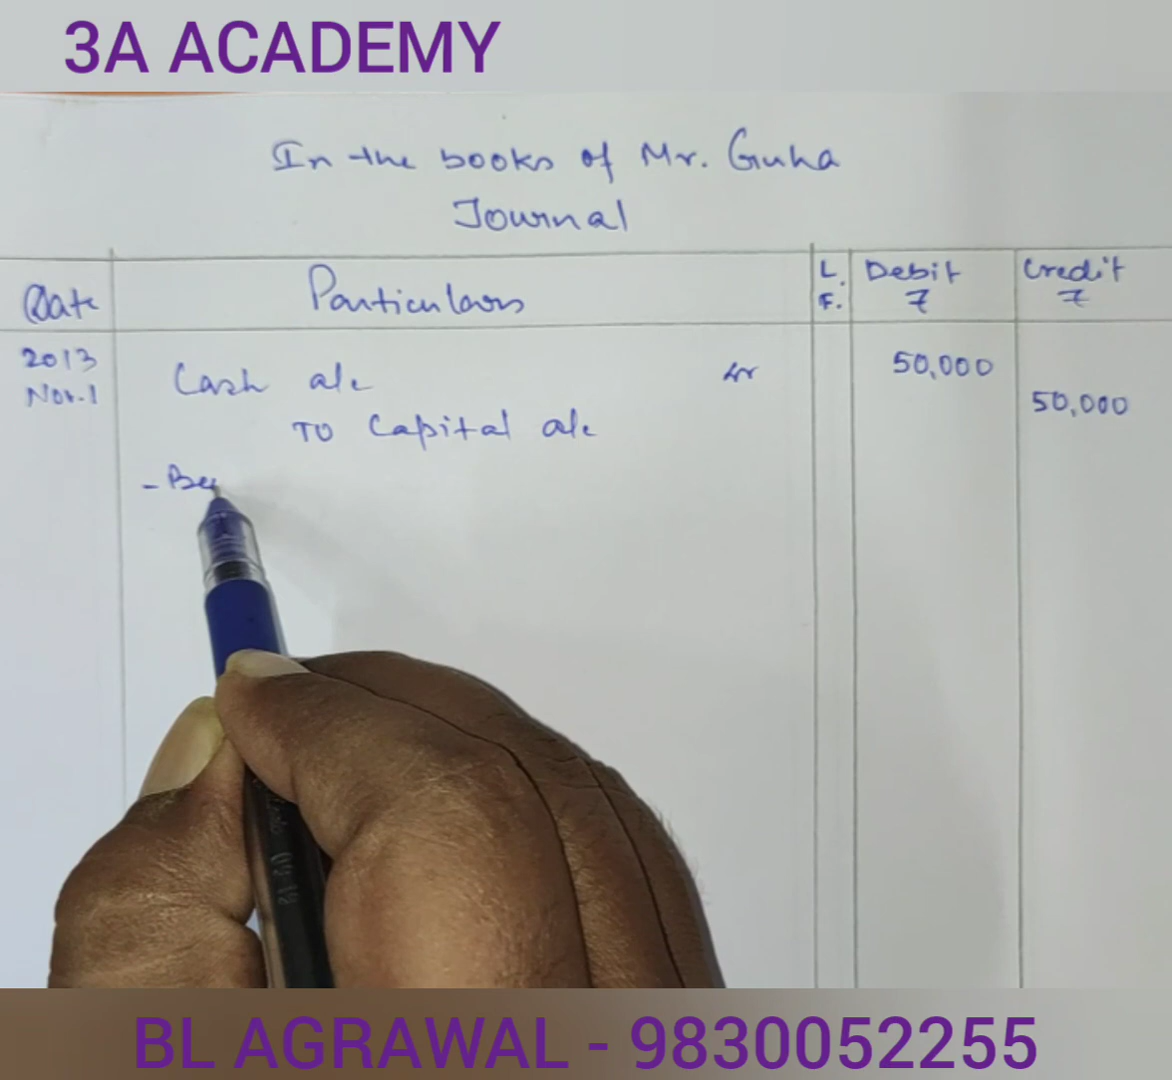 3A ACADEMY
In the books of Mr. Guha
Journal
Date Particulars L.F. Debit ₹ Credit ₹
2013
Nov.1 Cash a/c Dr 50,000
To Capital a/c 50,000
- Be
BL AGRAWAL - 9830052255